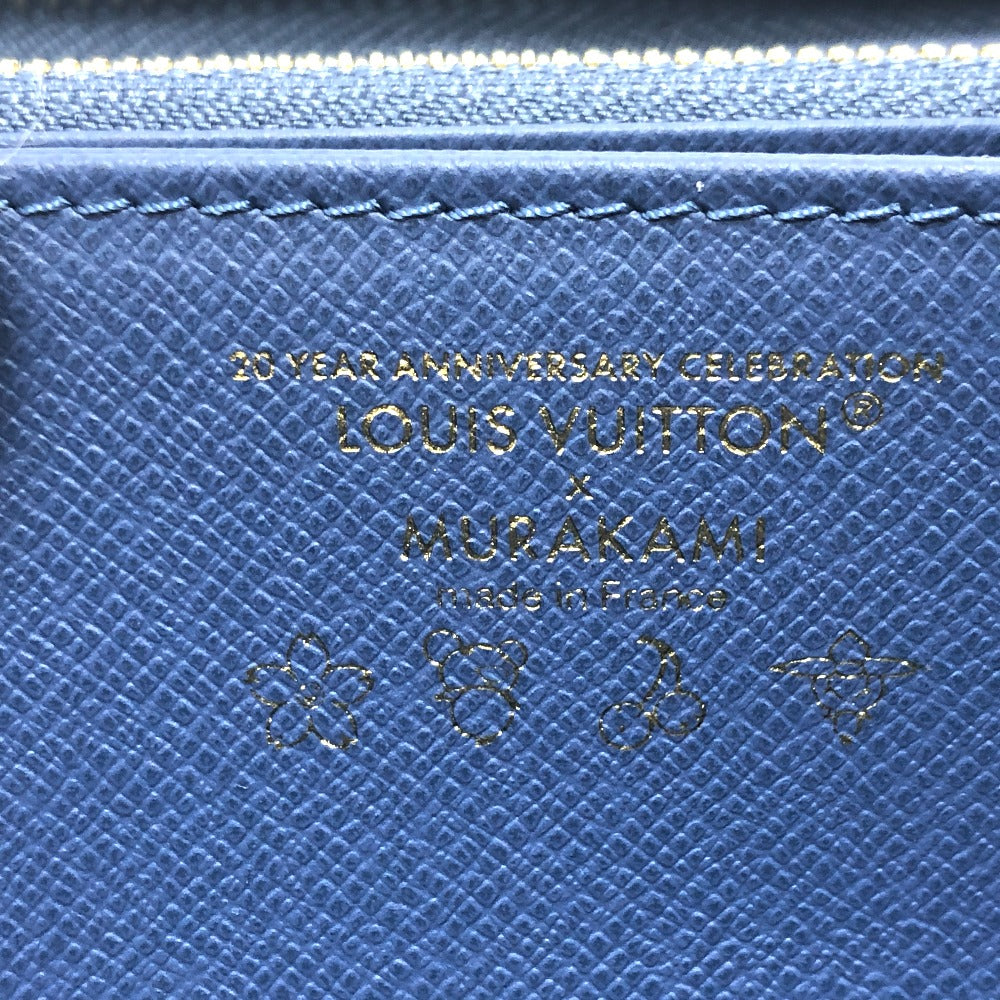 20 YEAR ANNIVERSARY CELEBRATION
LOUIS VUITTON®
x
MURAKAMI
made in France